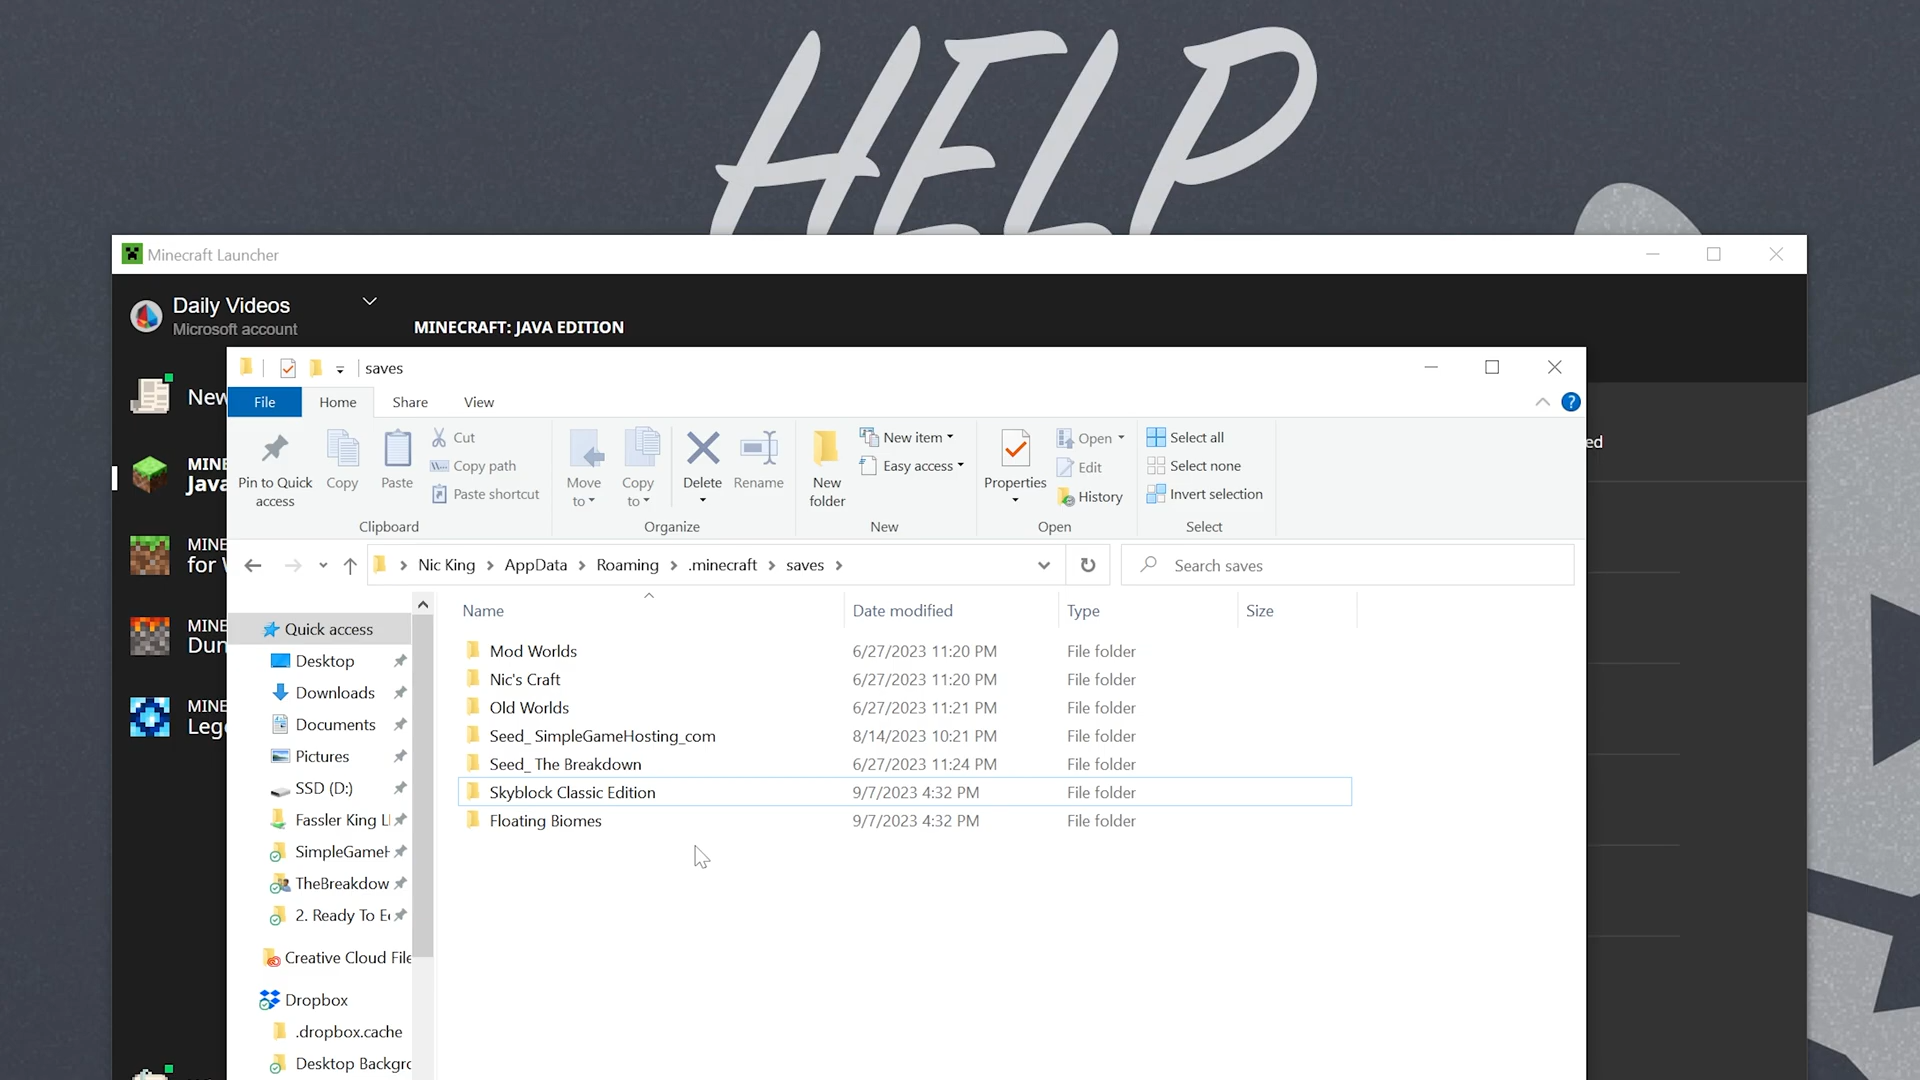 HELP
Minecraft Launcher
Daily Videos
Microsoft account
MINECRAFT: JAVA EDITION
saves
File Home Share View
New
MINE
Java
MINE
for W
MINE
Dun
MINE
Lege
ed
Pin to Quick access
Copy
Paste
Cut
Copy path
Paste shortcut
Clipboard
Move to
Copy to
Delete
Rename
Organize
New folder
New item
Easy access
New
Properties
Open
Edit
History
Open
Select all
Select none
Invert selection
Select
Nic King AppData Roaming .minecraft saves
Search saves
Quick access
Desktop
Downloads
Documents
Pictures
SSD (D:)
Fassler King Ll
SimpleGameH
TheBreakdow
2. Ready To Ec
Creative Cloud File
Dropbox
.dropbox.cache
Desktop Backgro
Name Date modified Type Size
Mod Worlds 6/27/2023 11:20 PM File folder
Nic's Craft 6/27/2023 11:20 PM File folder
Old Worlds 6/27/2023 11:21 PM File folder
Seed_ SimpleGameHosting_com 8/14/2023 10:21 PM File folder
Seed_ The Breakdown 6/27/2023 11:24 PM File folder
Skyblock Classic Edition 9/7/2023 4:32 PM File folder
Floating Biomes 9/7/2023 4:32 PM File folder